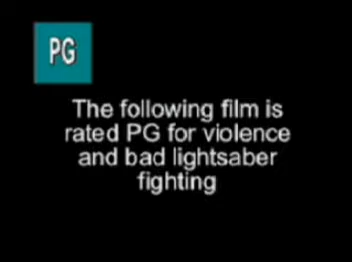 PG
The following film is
rated PG for violence
and bad lightsaber
fighting